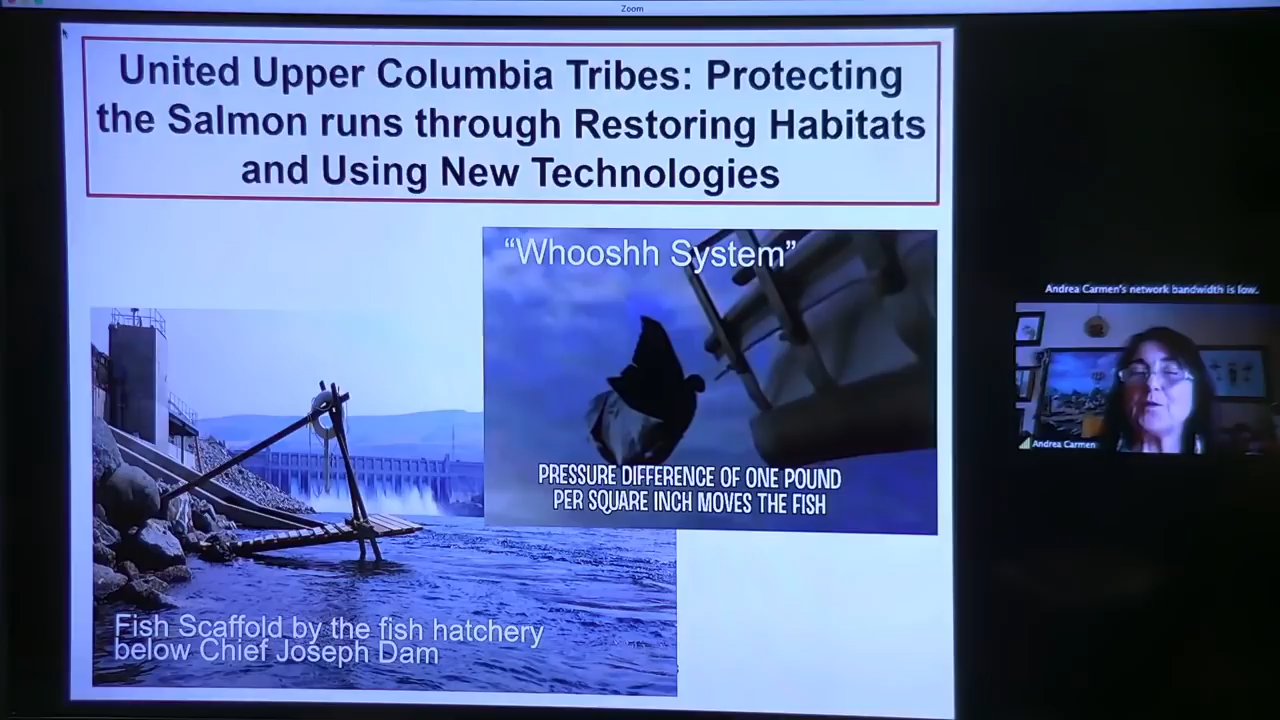 Zoom
United Upper Columbia Tribes: Protecting
the Salmon runs through Restoring Habitats
and Using New Technologies
“Whooshh System”
PRESSURE DIFFERENCE OF ONE POUND
PER SQUARE INCH MOVES THE FISH
Fish Scaffold by the fish hatchery
below Chief Joseph Dam
Andrea Carmen's network bandwidth is low.
Andrea Carmen